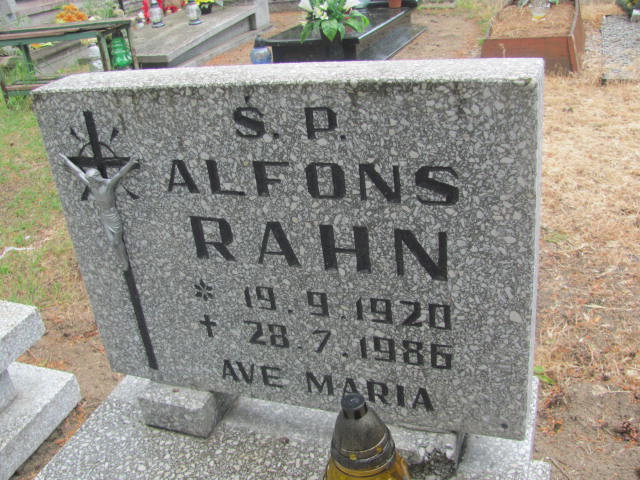 Ś. P.
ALFONS
RAHN
* 19. 9. 1920
✝ 28. 7. 1986
AVE MARIA